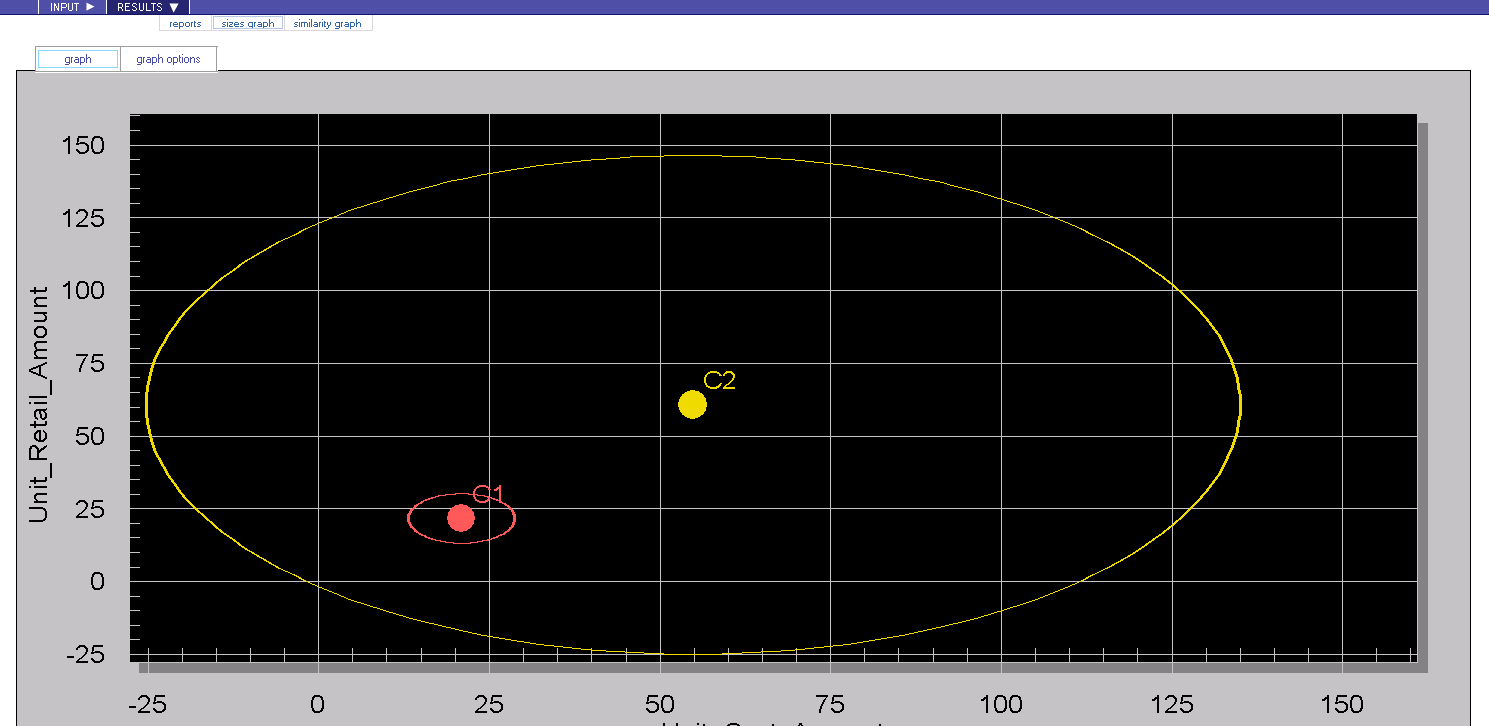 INPUT ▶ RESULTS ▼
reports sizes graph similarity graph
graph graph options
150
125
100
75
50
25
0
-25
Unit_Retail_Amount
C2
C1
-25 0 25 50 75 100 125 150